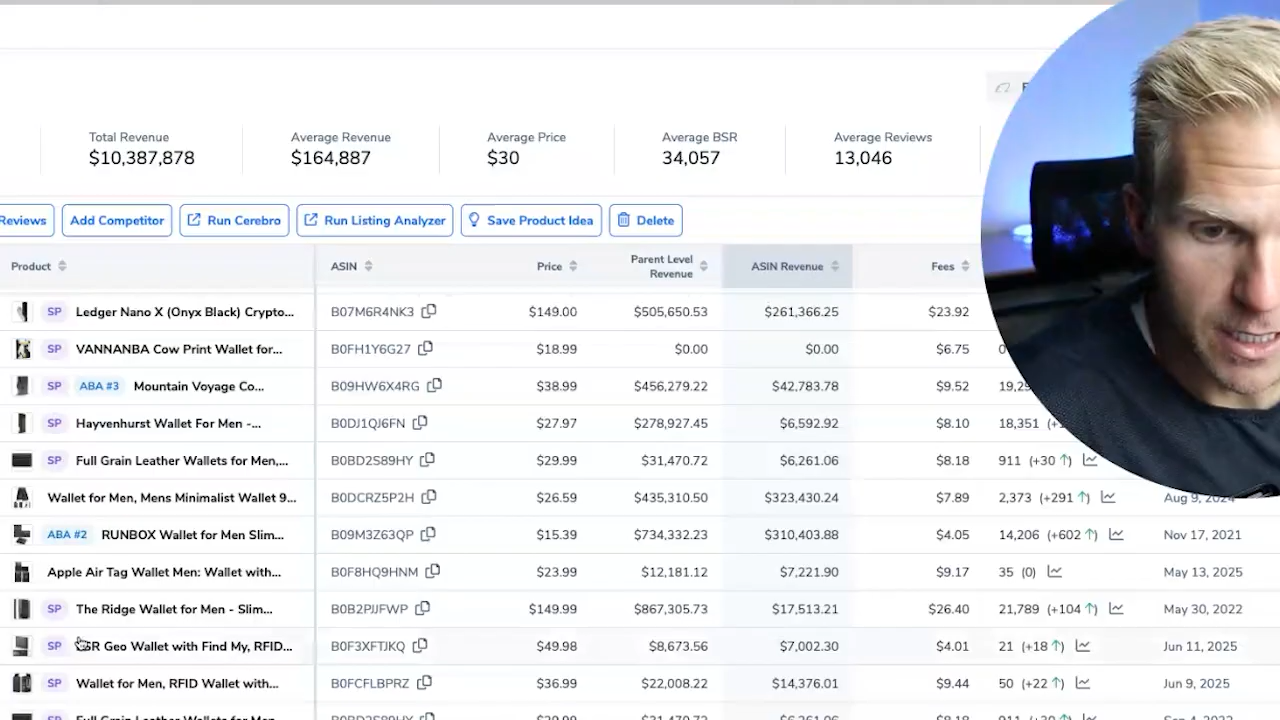 Total Revenue Average Revenue Average Price Average BSR Average Reviews
$10,387,878 $164,887 $30 34,057 13,046
Reviews Add Competitor Run Cerebro Run Listing Analyzer Save Product Idea Delete
Product ASIN Price Parent Level Revenue ASIN Revenue Fees
SP Ledger Nano X (Onyx Black) Crypto... B07M6R4NK3 $149.00 $505,650.53 $261,366.25 $23.92
SP VANNANBA Cow Print Wallet for... B0FH1Y6G27 $18.99 $0.00 $0.00 $6.75 0
SP ABA #3 Mountain Voyage Co... B09HW6X4RG $38.99 $456,279.22 $42,783.78 $9.52
SP Hayvenhurst Wallet For Men -... B0DJ1QJ6FN $27.97 $278,927.45 $6,592.92 $8.10 18,351
SP Full Grain Leather Wallets for Men,... B0BD2S89HY $29.99 $31,470.72 $6,261.06 $8.18 911 (+30 ↑)
Wallet for Men, Mens Minimalist Wallet 9... B0DCRZ5P2H $26.59 $435,310.50 $323,430.24 $7.89 2,373 (+291 ↑) Aug 9, 2024
ABA #2 RUNBOX Wallet for Men Slim... B09M3Z63QP $15.39 $734,332.23 $310,403.88 $4.05 14,206 (+602 ↑) Nov 17, 2021
Apple Air Tag Wallet Men: Wallet with... B0F8HQ9HNM $23.99 $12,181.12 $7,221.90 $9.17 35 (0) May 13, 2025
SP The Ridge Wallet for Men - Slim... B0B2PJJFWP $149.99 $867,305.73 $17,513.21 $26.40 21,789 (+104 ↑) May 30, 2022
SP Geo Wallet with Find My, RFID... B0F3XFTJKQ $49.98 $8,673.56 $7,002.30 $4.01 21 (+18 ↑) Jun 11, 2025
SP Wallet for Men, RFID Wallet with... B0FCFLBPRZ $36.99 $22,008.22 $14,376.01 $9.44 50 (+22 ↑) Jun 9, 2025